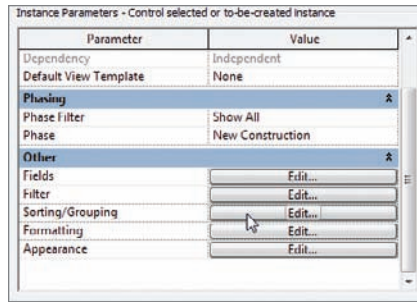 Instance Parameters - Control selected or to-be-created instance
Parameter Value
Dependency Independent
Default View Template None
Phasing
Phase Filter Show All
Phase New Construction
Other
Fields Edit...
Filter Edit...
Sorting/Grouping Edit...
Formatting Edit...
Appearance Edit...